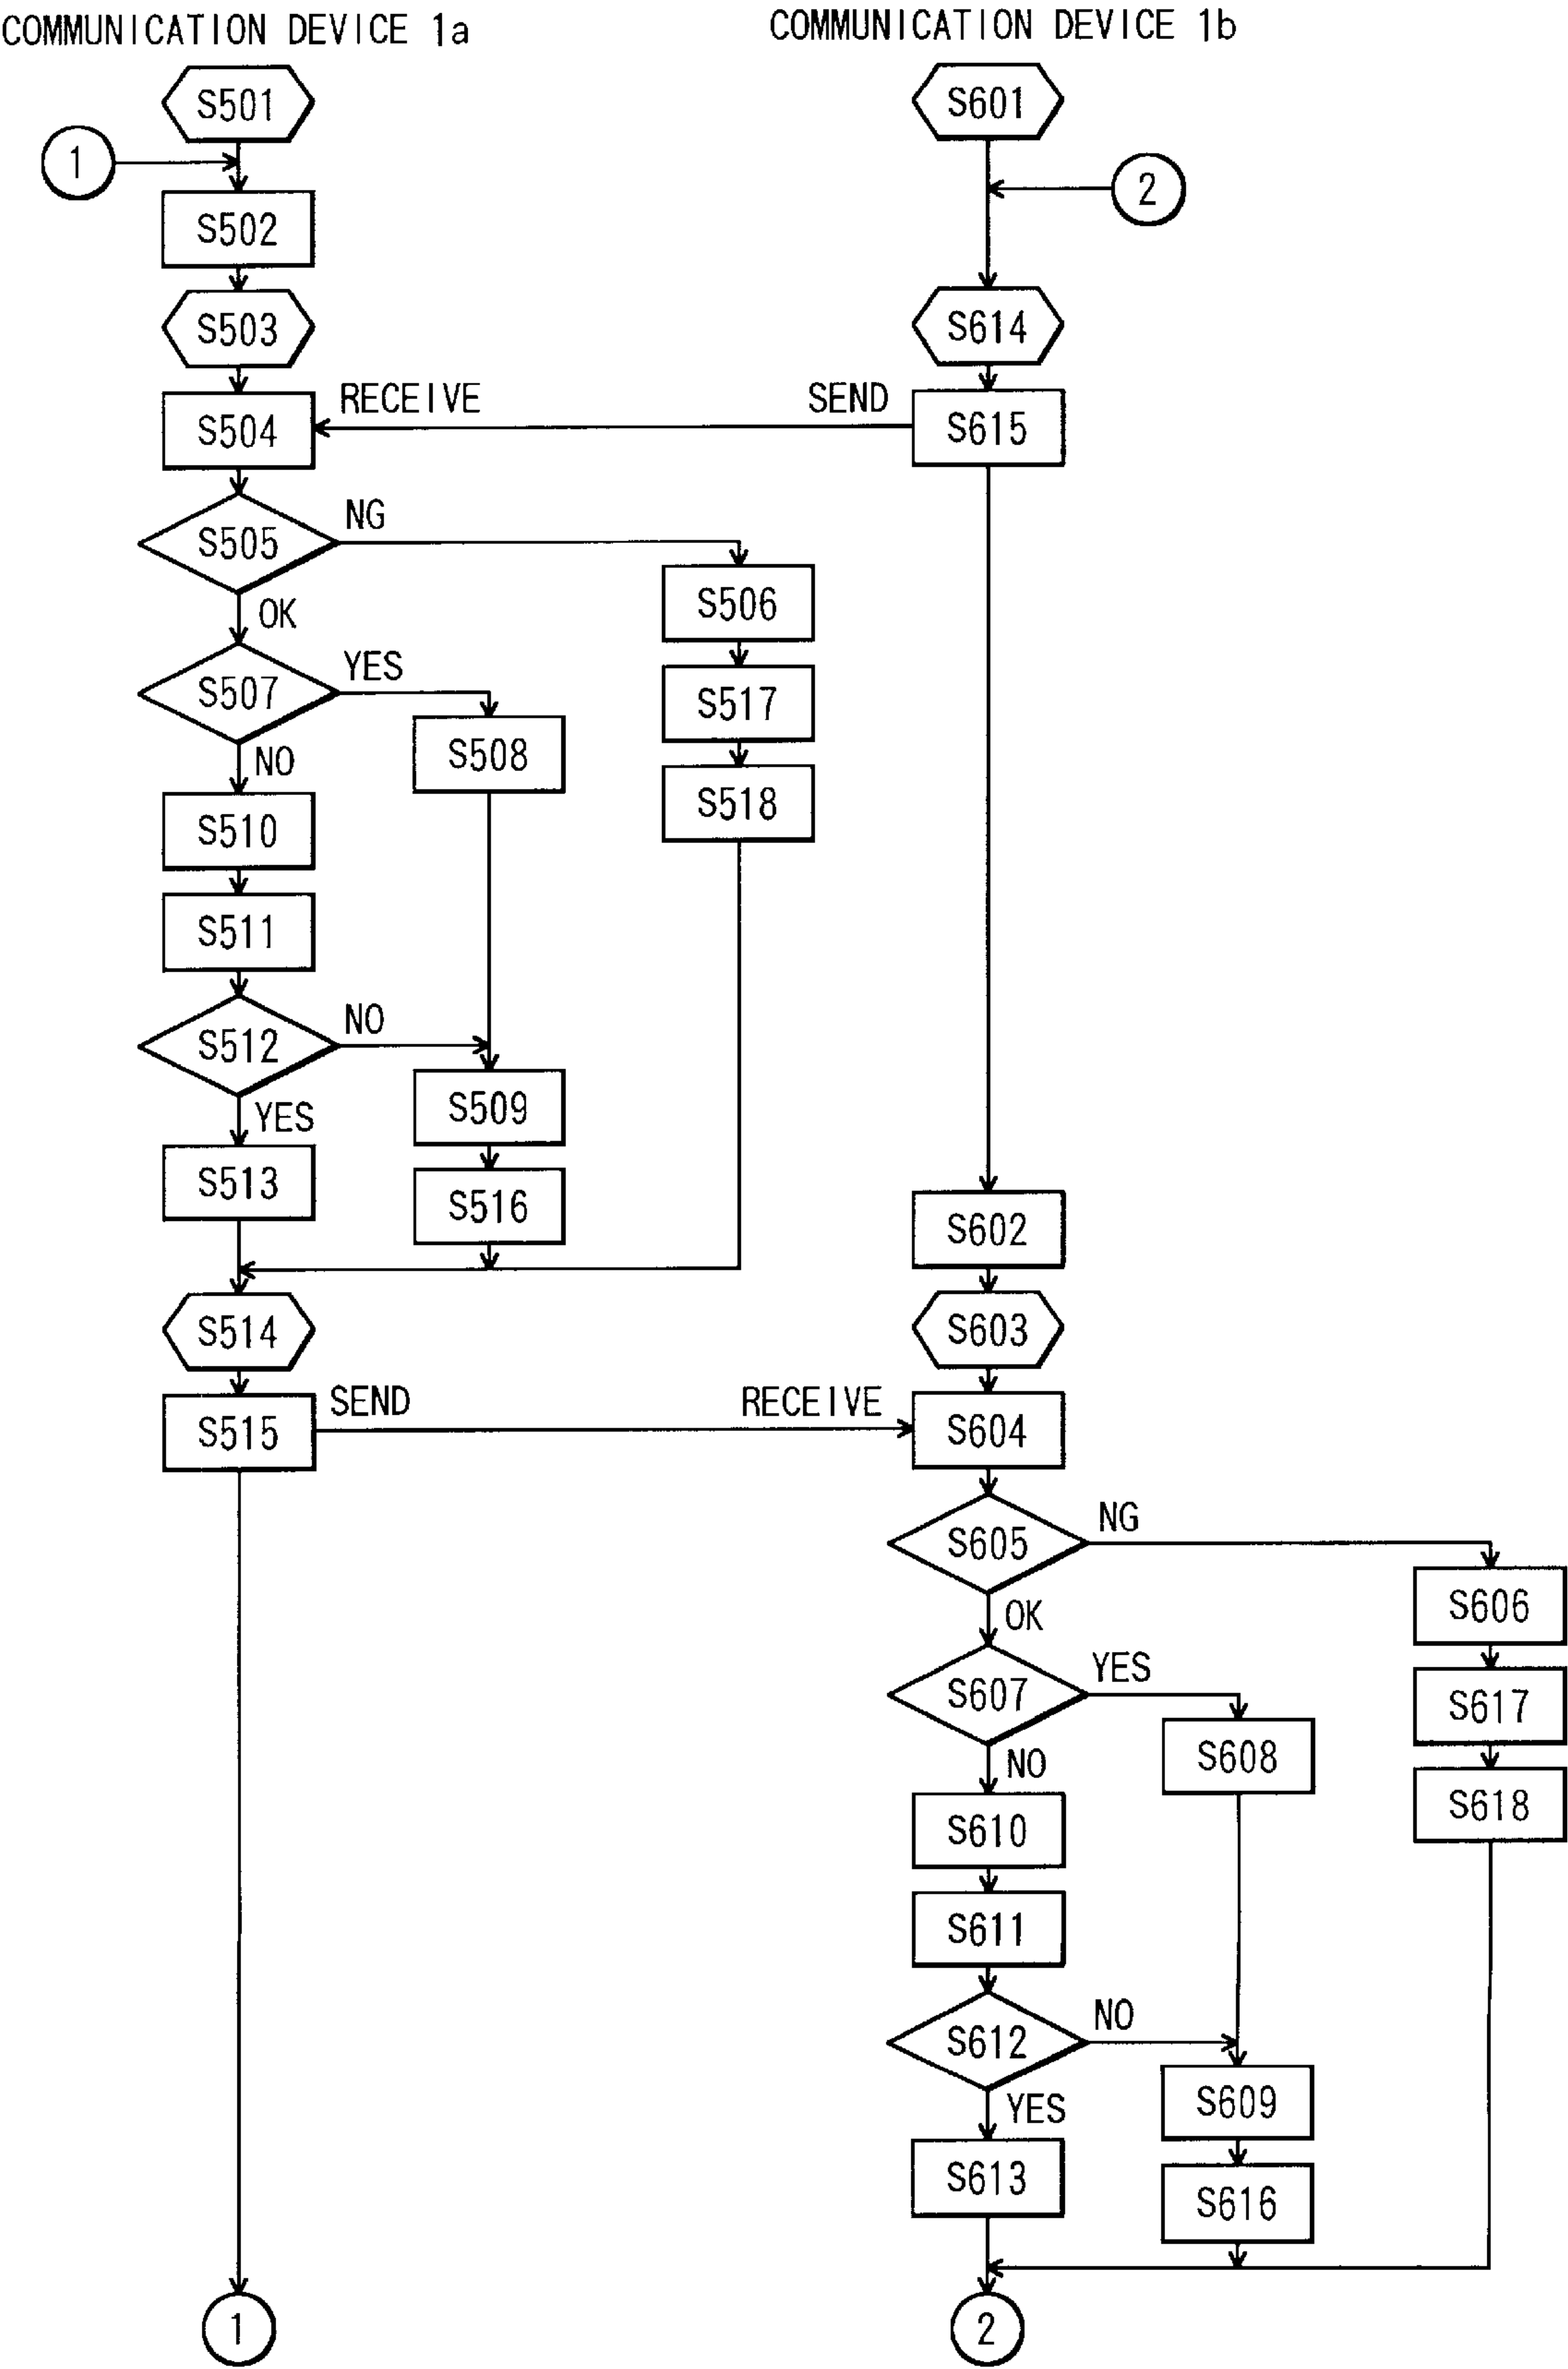 COMMUNICATION DEVICE 1a
COMMUNICATION DEVICE 1b
S501
1
S502
S503
RECEIVE
S504
S505
NG
OK
S506
S507
YES
NO
S517
S508
S518
S510
S511
S512
NO
YES
S509
S513
S516
S514
S515
SEND
1
S601
2
S614
SEND
S615
S602
S603
RECEIVE
S604
S605
NG
OK
S606
S607
YES
NO
S617
S608
S618
S610
S611
S612
NO
YES
S609
S613
S616
2